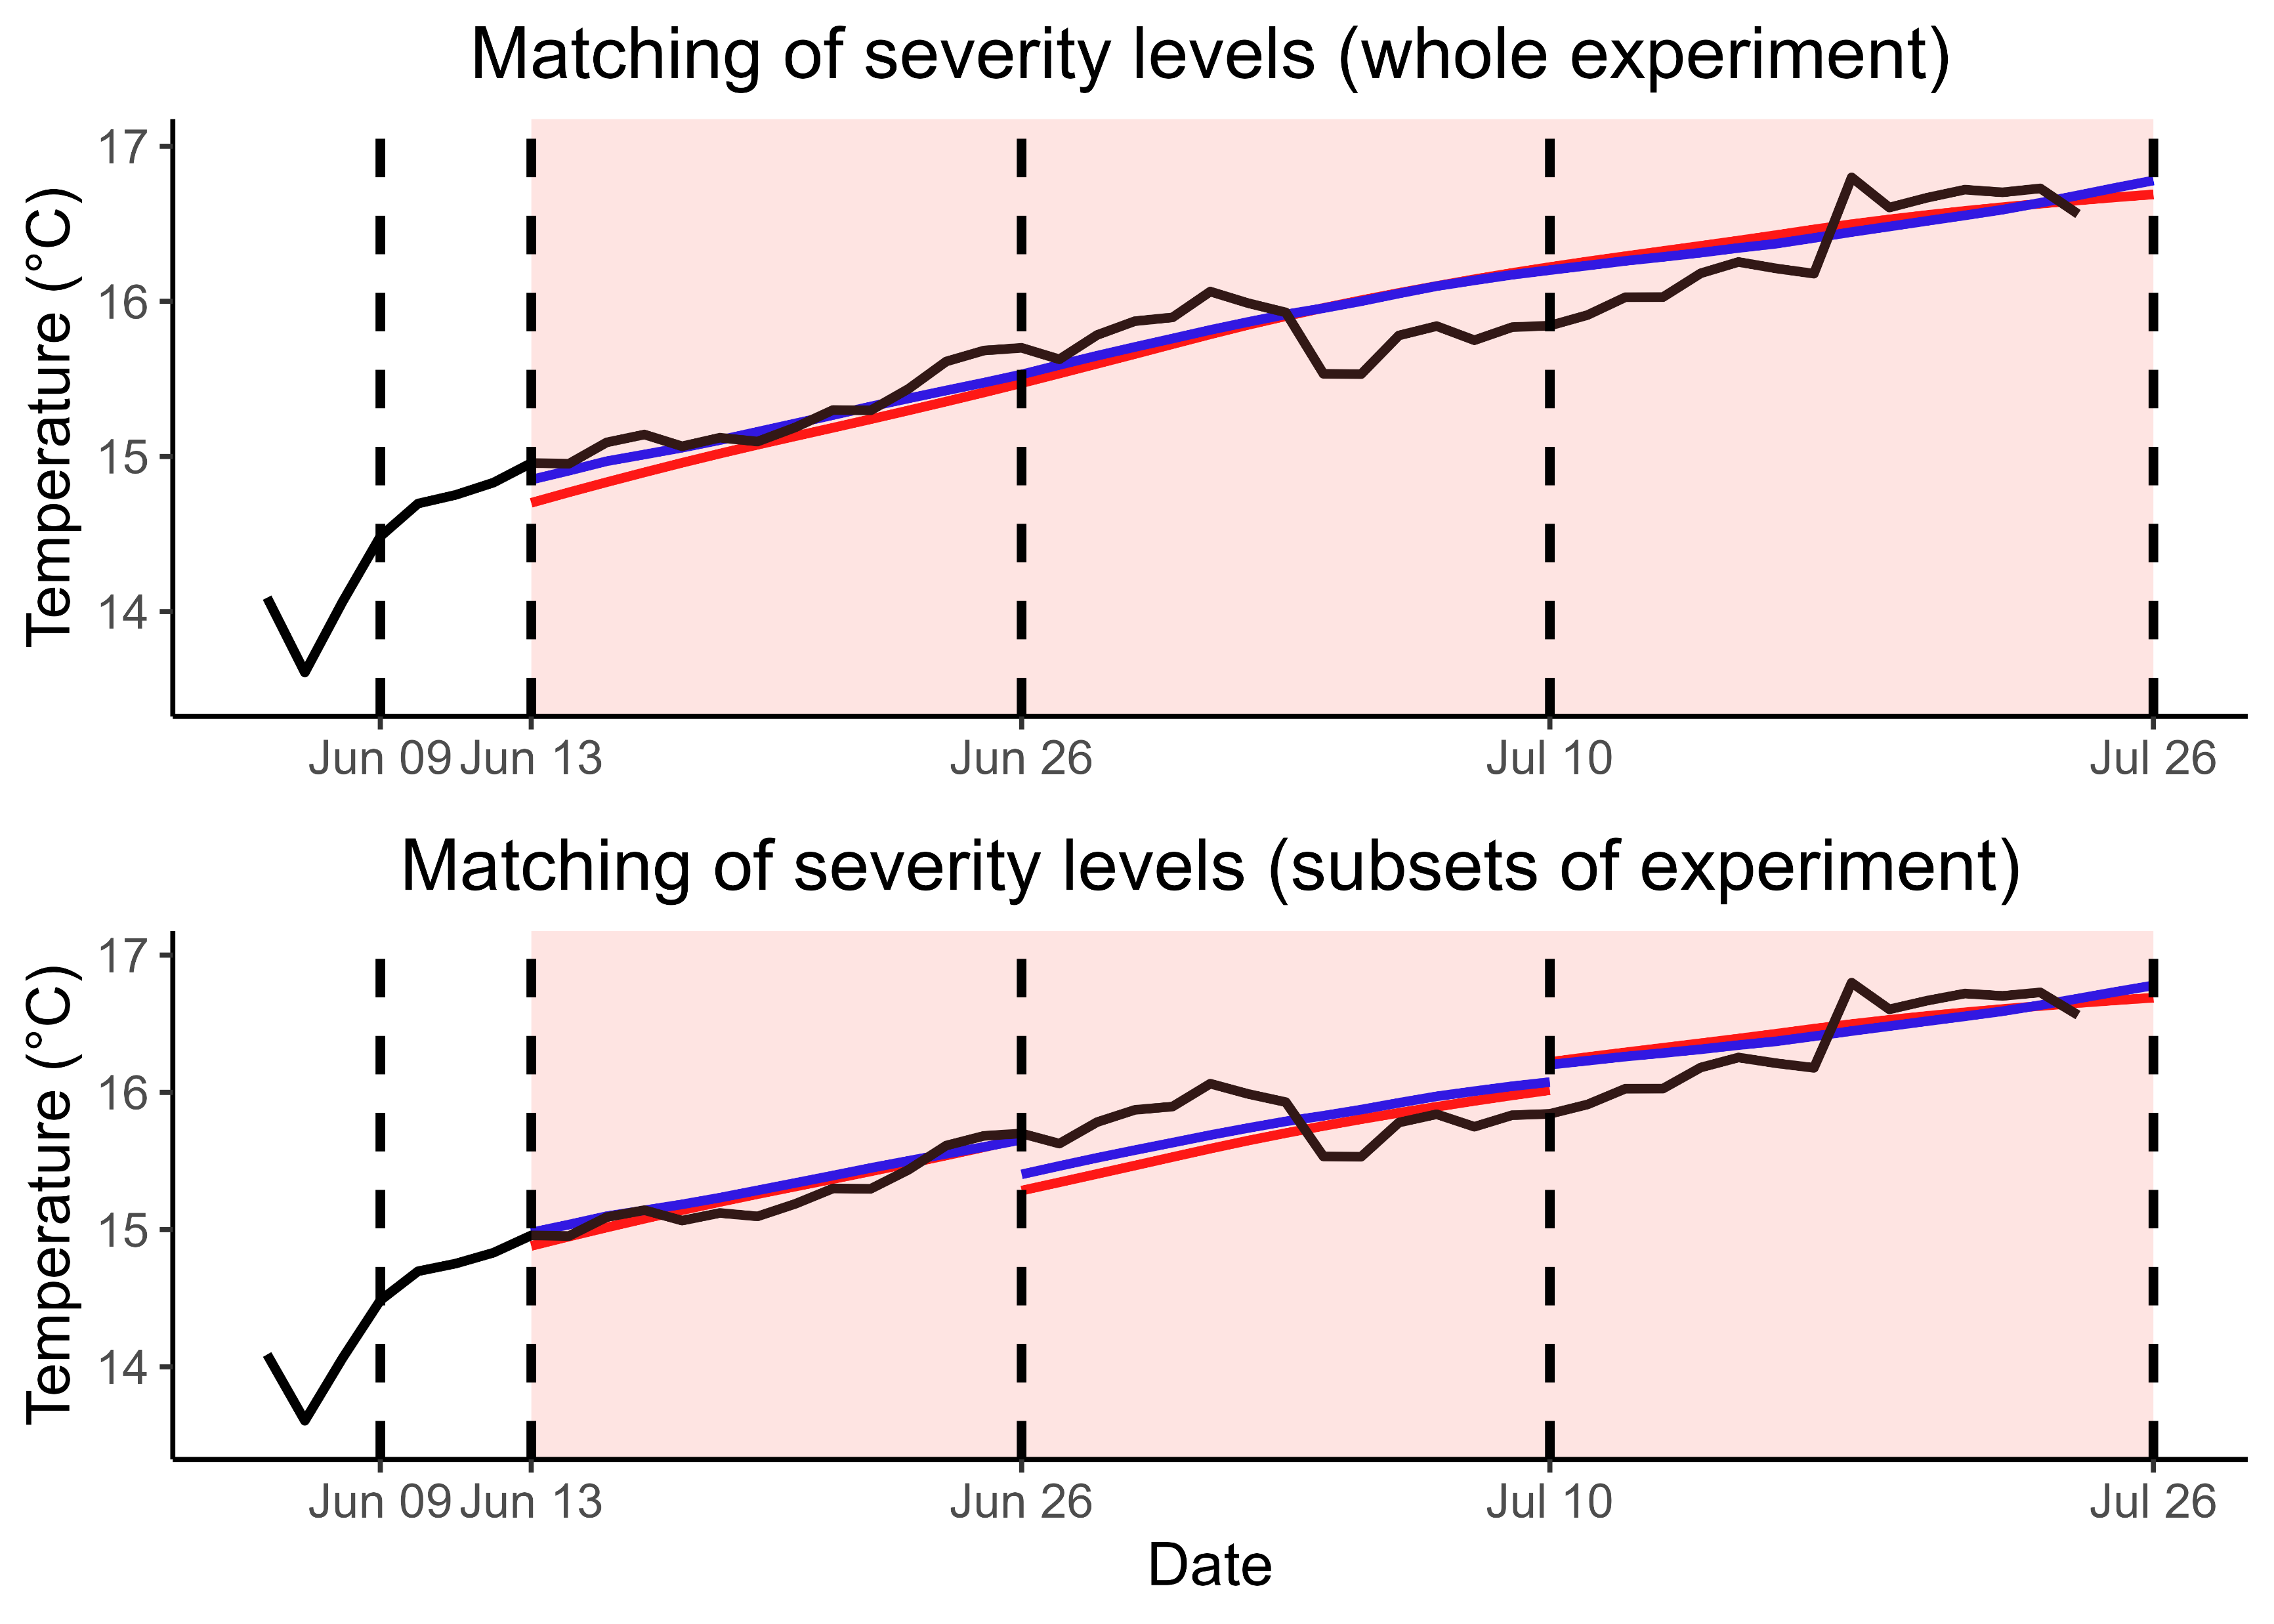 Matching of severity levels (whole experiment)
Temperature (°C)
17
16
15
14
Jun 09 Jun 13 Jun 26 Jul 10 Jul 26
Matching of severity levels (subsets of experiment)
Temperature (°C)
17
16
15
14
Jun 09 Jun 13 Jun 26 Jul 10 Jul 26
Date